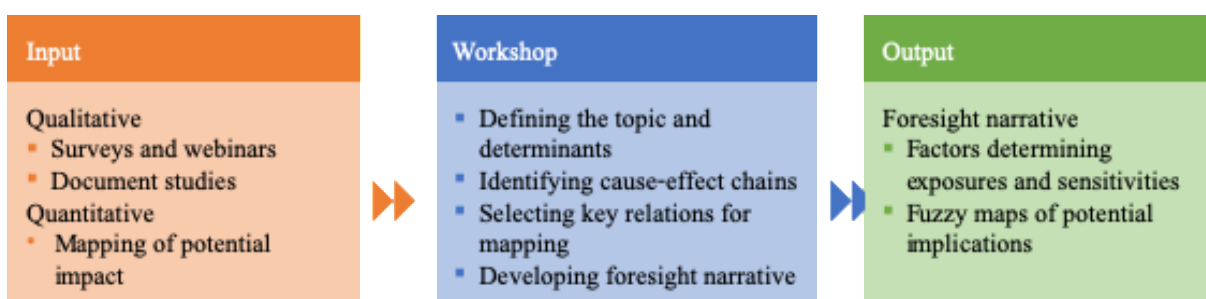 Input
Qualitative
▪ Surveys and webinars
▪ Document studies
Quantitative
• Mapping of potential
impact
Workshop
▪ Defining the topic and
determinants
▪ Identifying cause-effect chains
▪ Selecting key relations for
mapping
▪ Developing foresight narrative
Output
Foresight narrative
▪ Factors determining
exposures and sensitivities
▪ Fuzzy maps of potential
implications